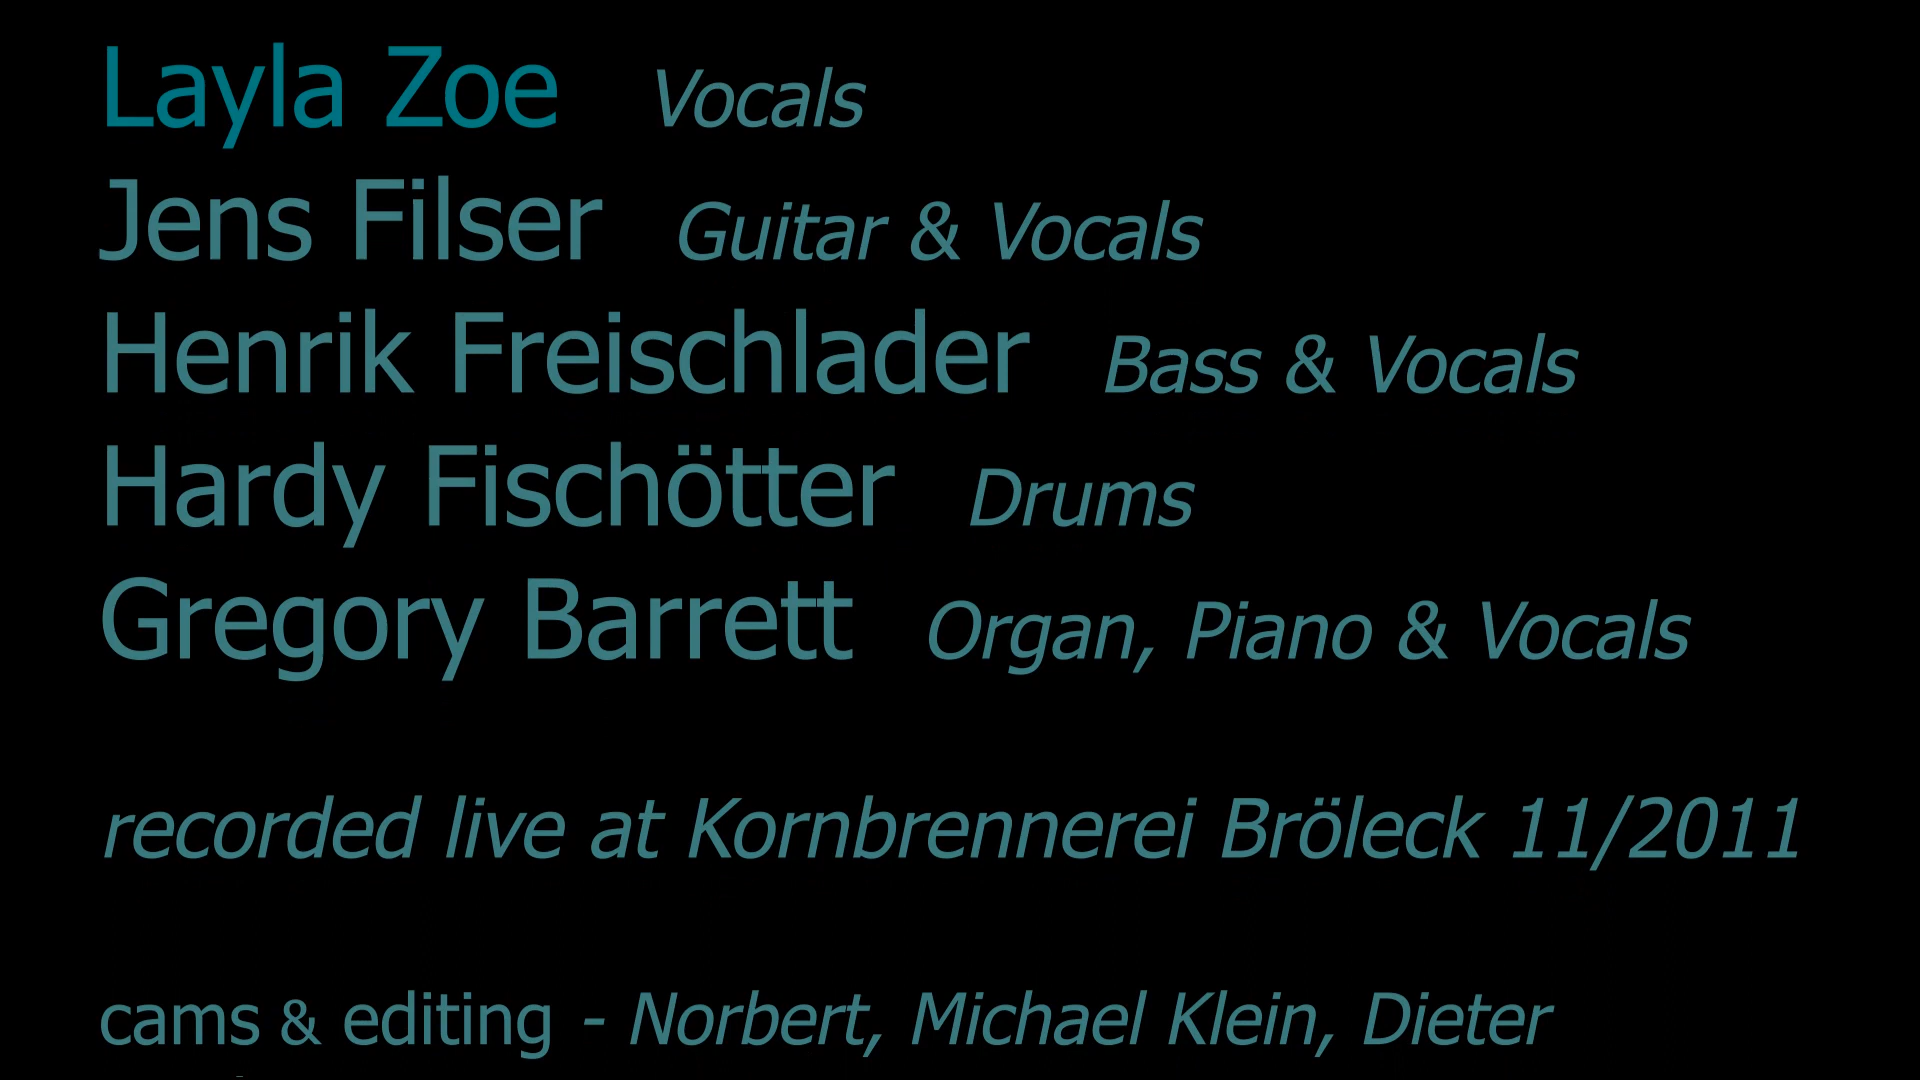 Layla Zoe Vocals
Jens Filser Guitar & Vocals
Henrik Freischlader Bass & Vocals
Hardy Fischötter Drums
Gregory Barrett Organ, Piano & Vocals
recorded live at Kornbrennerei Bröleck 11/2011
cams & editing - Norbert, Michael Klein, Dieter